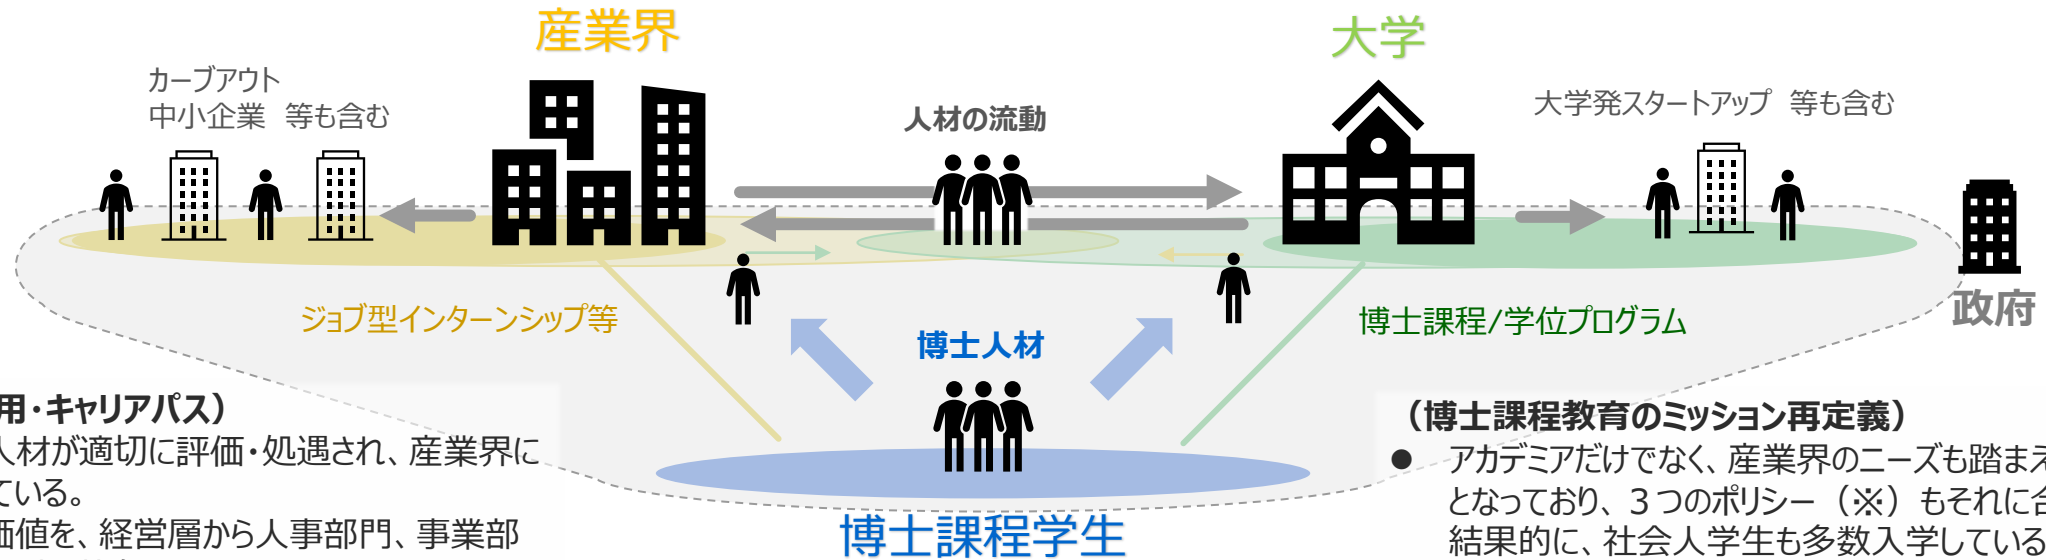 産業界
大学
カーブアウト
中小企業　等も含む
人材の流動
大学発スタートアップ　等も含む
政府
ジョブ型インターンシップ等
博士課程/学位プログラム
博士人材
用・キャリアパス）
人材が適切に評価・処遇され、産業界に
ている。
価値を、経営層から人事部門、事業部
（博士課程教育のミッション再定義）
● アカデミアだけでなく、産業界のニーズも踏まえ
となっており、３つのポリシー（※）もそれに合
結果的に、社会人学生も多数入学している
博士課程学生